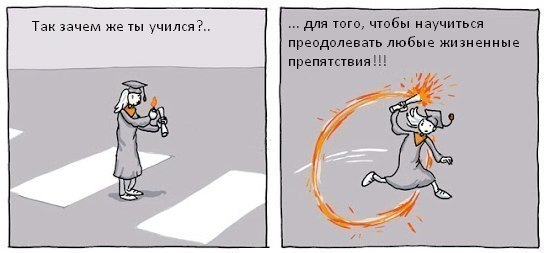 Так зачем же ты учился?..
... для того, чтобы научиться
преодолевать любые жизненные
препятствия!!!